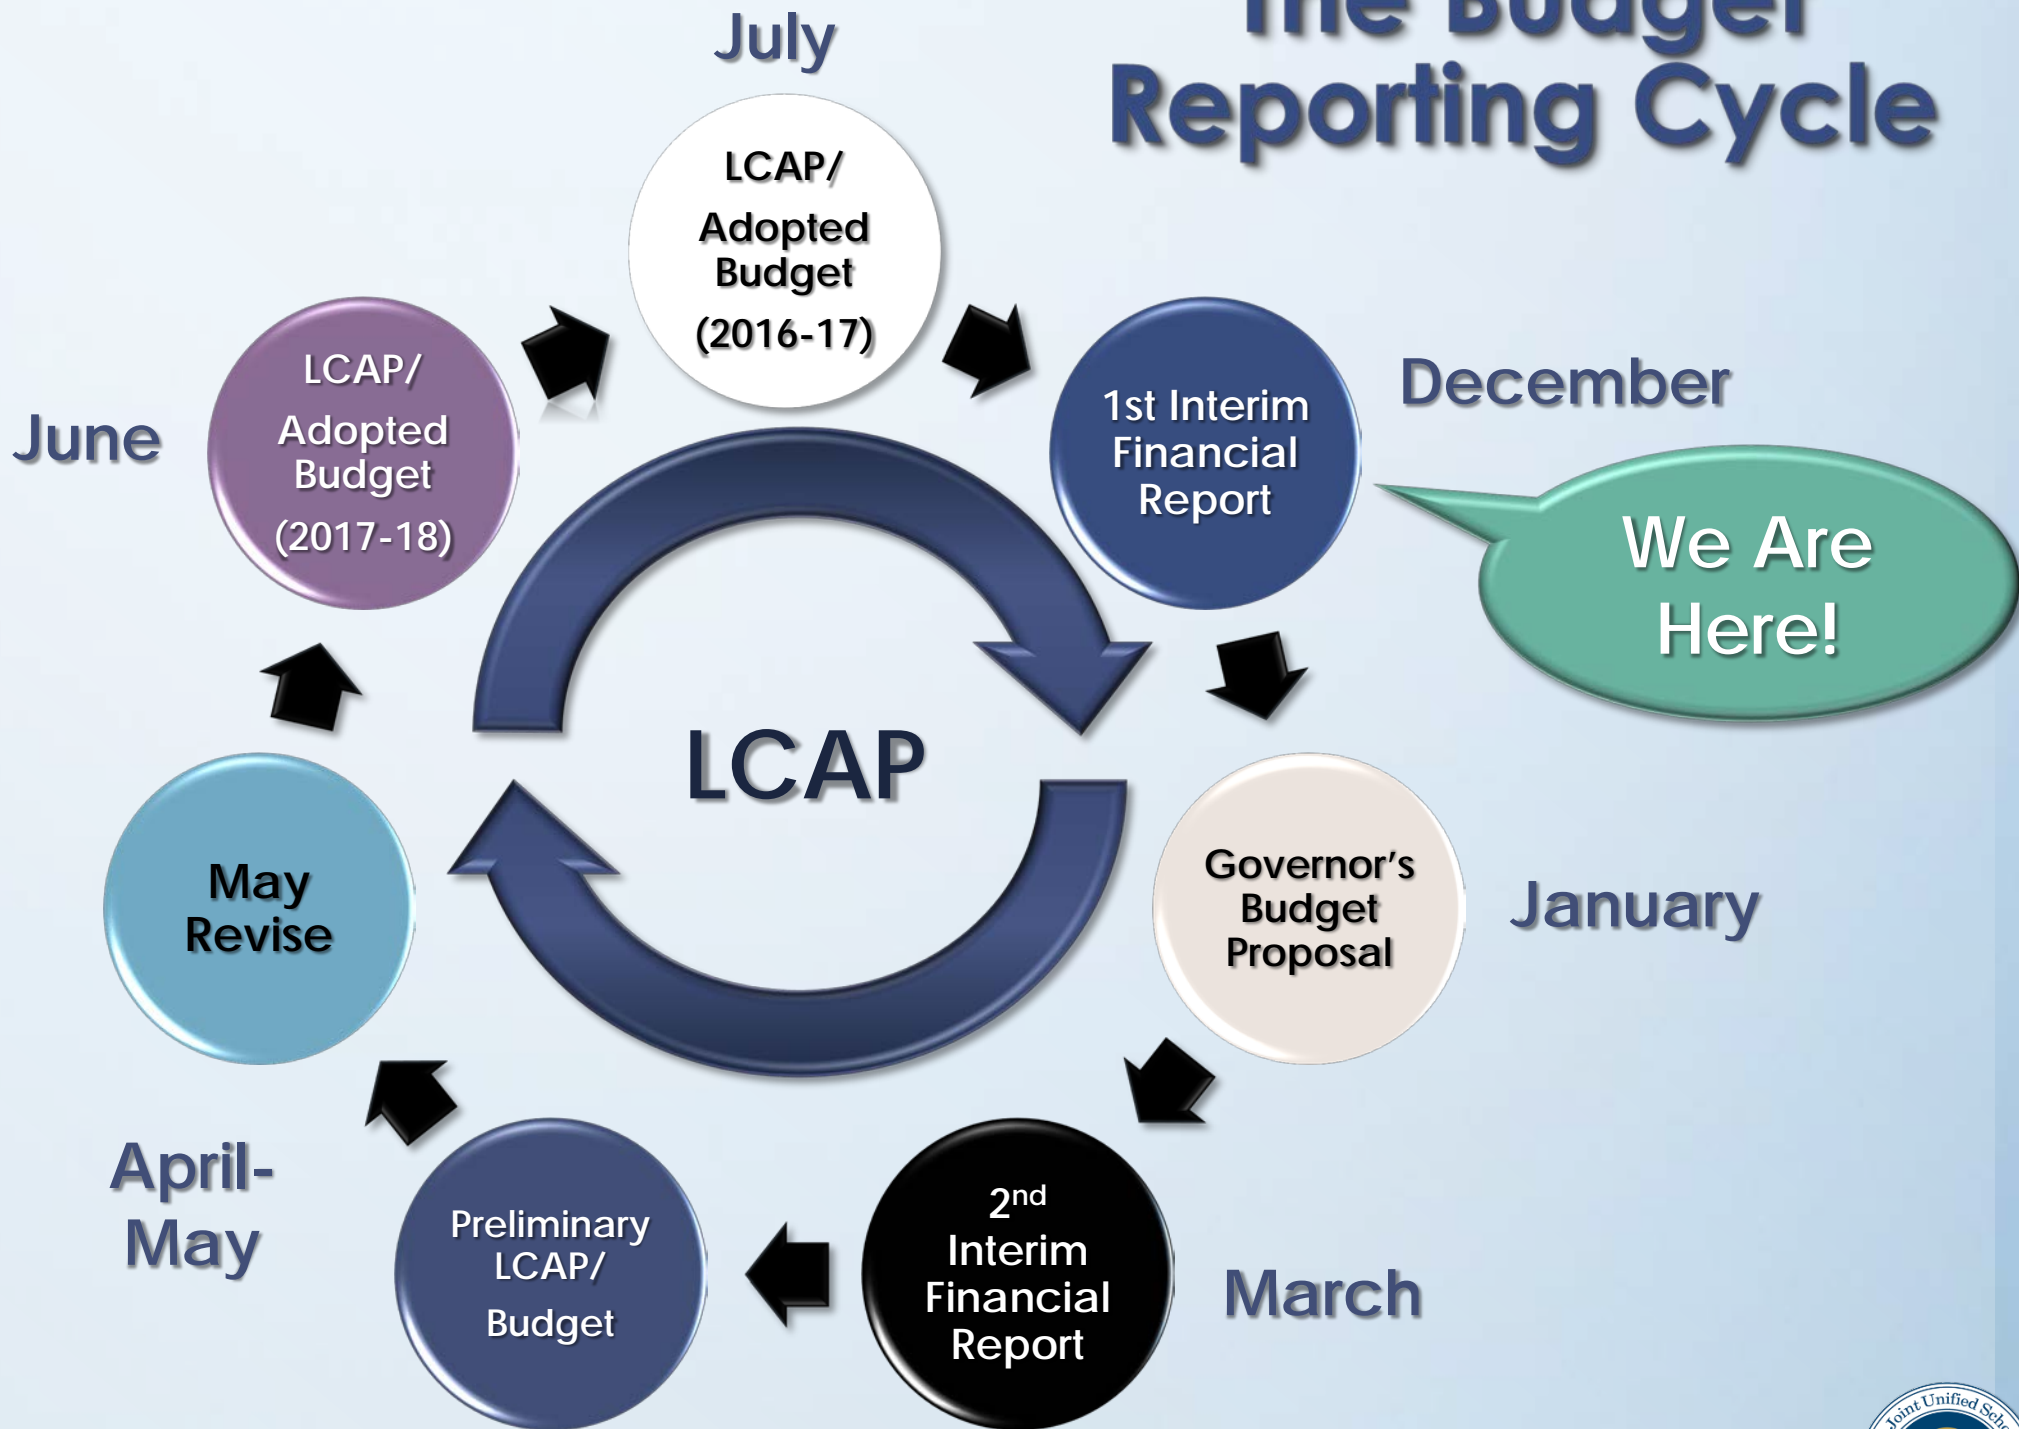 The Budget
Reporting Cycle
July
LCAP/
Adopted
Budget
(2016-17)
1st Interim
Financial
Report
December
We Are
Here!
Governor's
Budget
Proposal
January
2nd
Interim
Financial
Report
March
Preliminary
LCAP/
Budget
April-
May
May
Revise
LCAP/
Adopted
Budget
(2017-18)
June
LCAP
Joint Unified